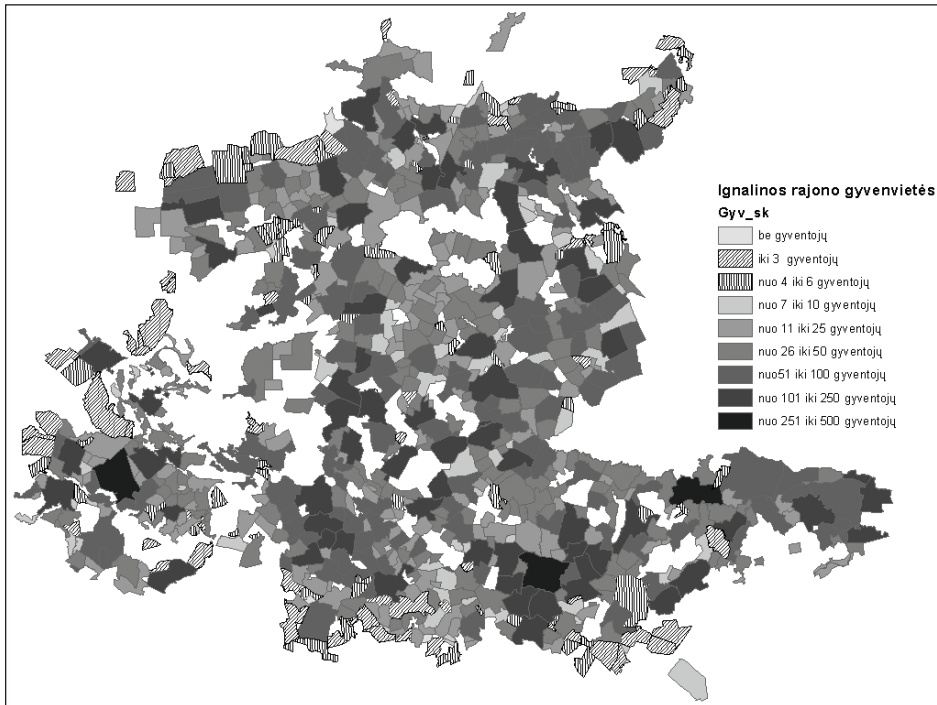 Ignalinos rajono gyvenvietės
Gyv_sk
be gyventojų
iki 3 gyventojų
nuo 4 iki 6 gyventojų
nuo 7 iki 10 gyventojų
nuo 11 iki 25 gyventojų
nuo 26 iki 50 gyventojų
nuo51 iki 100 gyventojų
nuo 101 iki 250 gyventojų
nuo 251 iki 500 gyventojų